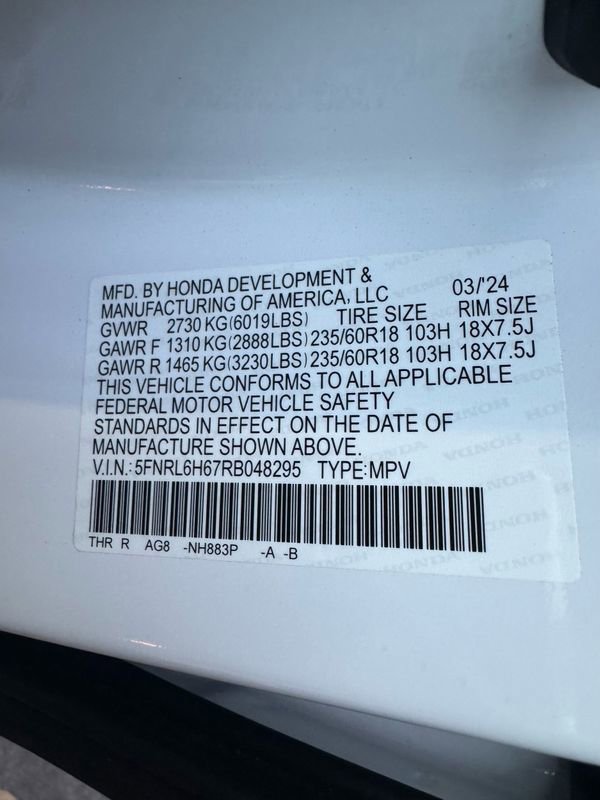 MFD. BY HONDA DEVELOPMENT &
MANUFACTURING OF AMERICA, LLC 03/'24
GVWR 2730 KG(6019LBS) TIRE SIZE RIM SIZE
GAWR F 1310 KG(2888LBS) 235/60R18 103H 18X7.5J
GAWR R 1465 KG(3230LBS) 235/60R18 103H 18X7.5J
THIS VEHICLE CONFORMS TO ALL APPLICABLE
FEDERAL MOTOR VEHICLE SAFETY
STANDARDS IN EFFECT ON THE DATE OF
MANUFACTURE SHOWN ABOVE.
V.I.N.: 5FNRL6H67RB048295 TYPE:MPV
THR R AG8 -NH883P -A -B